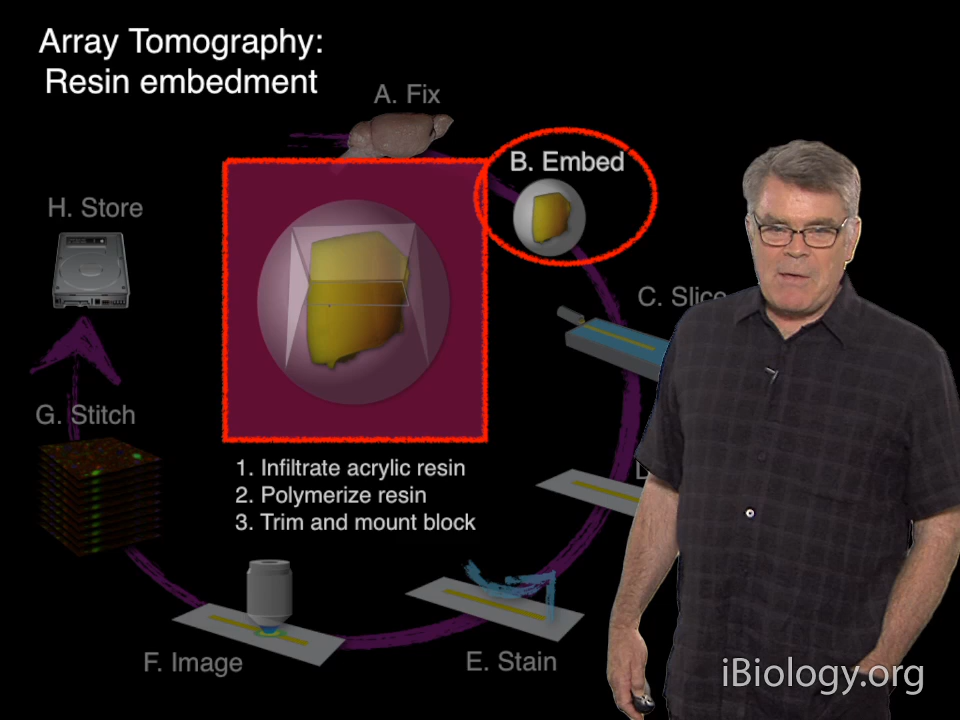 Array Tomography:
Resin embedment
A. Fix
B. Embed
H. Store
C. Slice
G. Stitch
1. Infiltrate acrylic resin
2. Polymerize resin
3. Trim and mount block
F. Image
E. Stain
iBiology.org